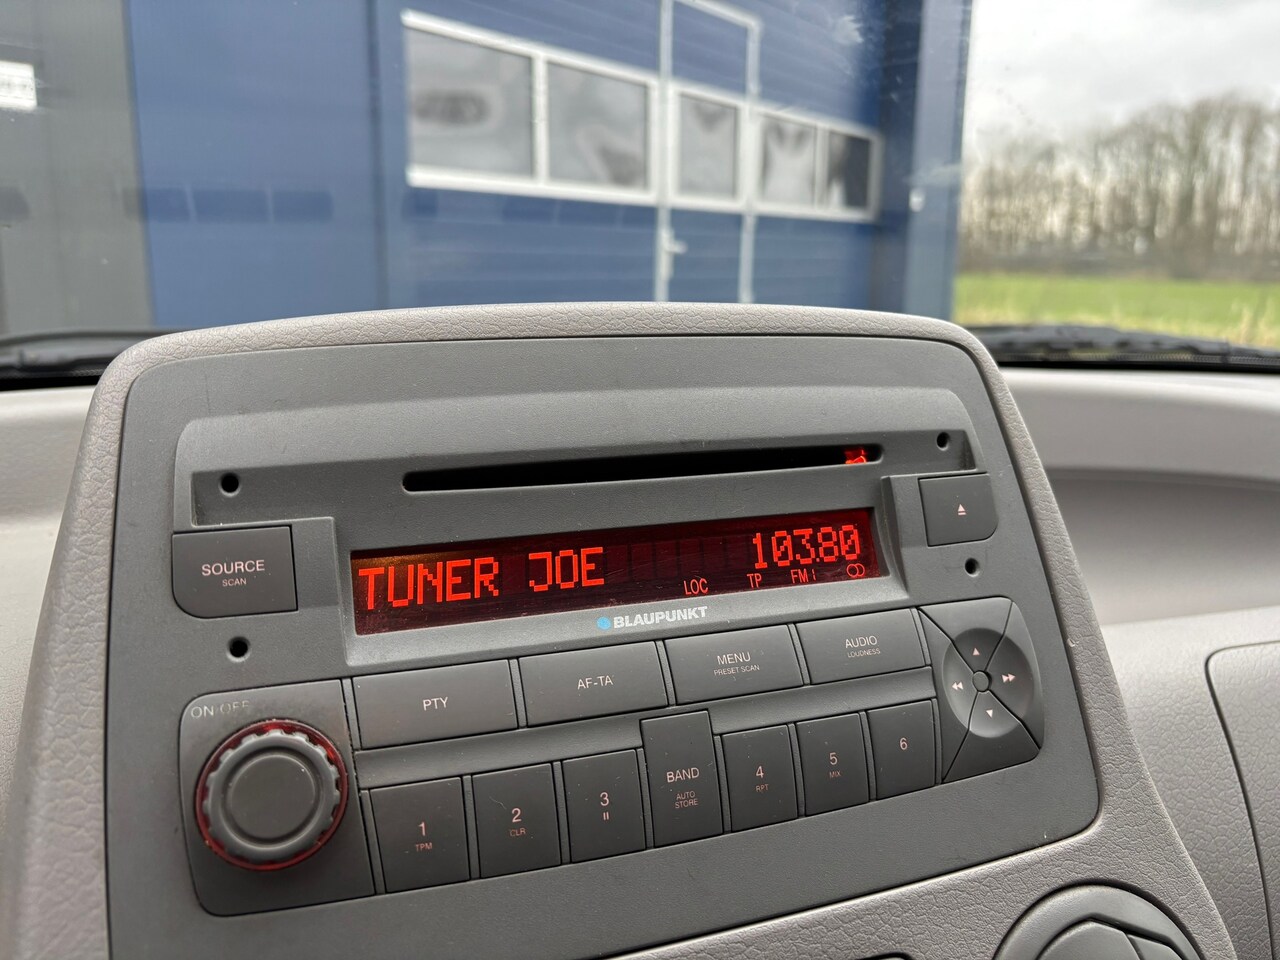 SOURCE
SCAN
TUNER JOE
103.80
LOC TP FM1
BLAUPUNKT
ON·OFF
PTY
AF-TA
MENU
PRESET SCAN
AUDIO
LOUDNESS
1
TPM
2
CLR
3
BAND
AUTO
STORE
4
RPT
5
MIX
6